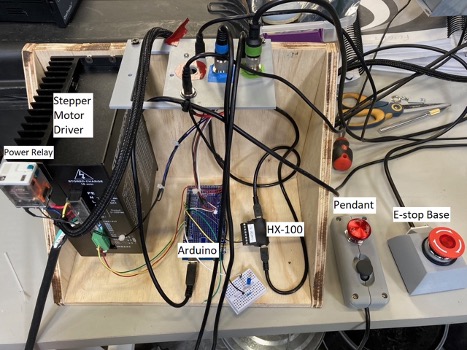 Stepper
Motor
Driver
Power Relay
Arduino
HX-100
Pendant
E-stop Base